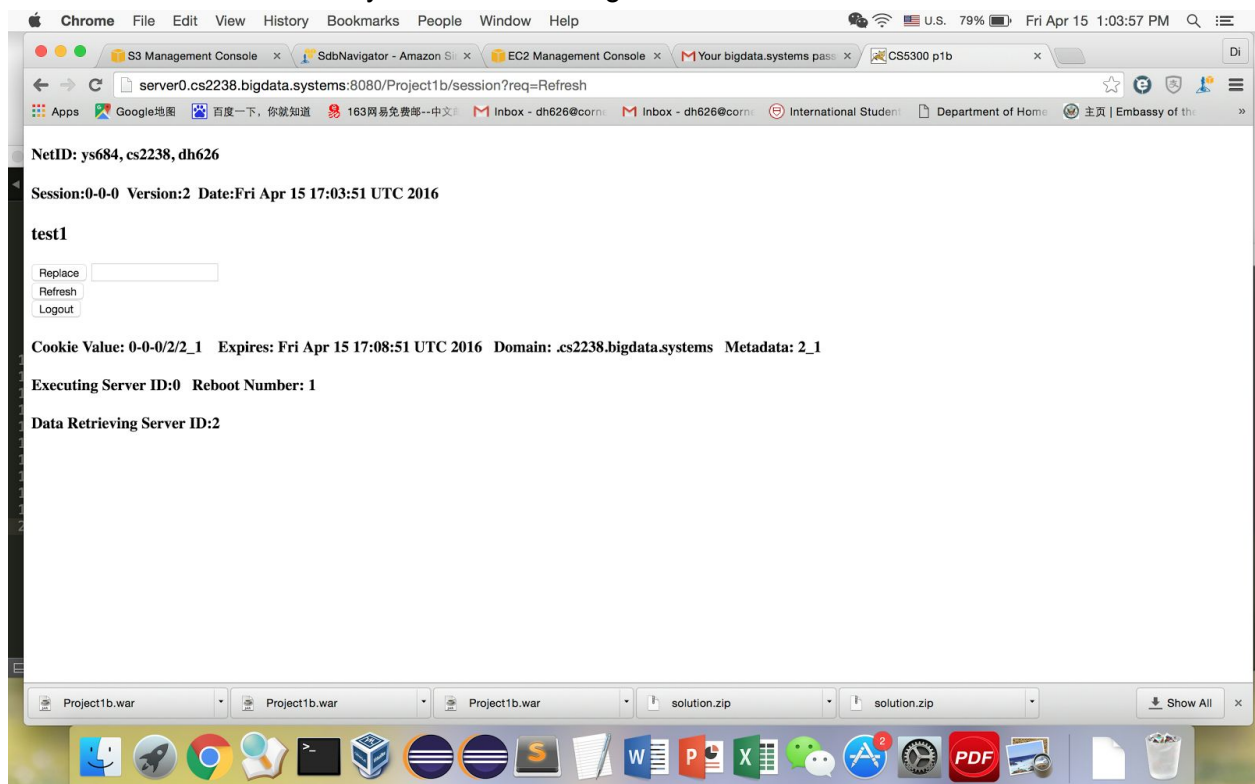 Chrome File Edit View History Bookmarks People Window Help U.S. 79% Fri Apr 15 1:03:57 PM
S3 Management Console SdbNavigator - Amazon Si EC2 Management Console Your bigdata.systems pass CS5300 p1b Di
server0.cs2238.bigdata.systems:8080/Project1b/session?req=Refresh
Apps Google地图 百度一下，你就知道 163网易免费邮--中文 Inbox - dh626@corne Inbox - dh626@corne International Student Department of Home 主页 | Embassy of the »
NetID: ys684, cs2238, dh626
Session:0-0-0 Version:2 Date:Fri Apr 15 17:03:51 UTC 2016
test1
Replace
Refresh
Logout
Cookie Value: 0-0-0/2/2_1 Expires: Fri Apr 15 17:08:51 UTC 2016 Domain: .cs2238.bigdata.systems Metadata: 2_1
Executing Server ID:0 Reboot Number: 1
Data Retrieving Server ID:2
Project1b.war Project1b.war Project1b.war solution.zip solution.zip Show All
S W P X 2 PDF